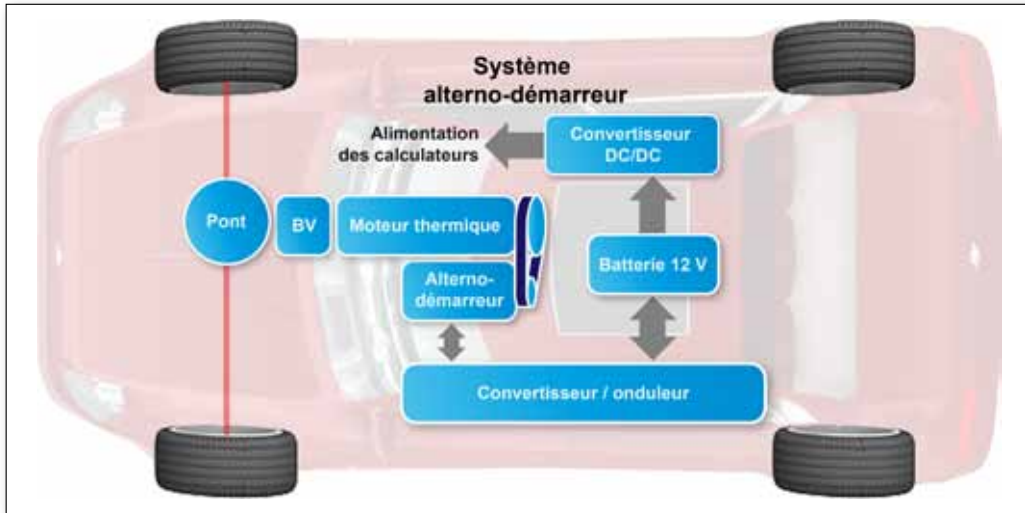 Système
alterno-démarreur
Alimentation
des calculateurs
Convertisseur
DC/DC
Pont
BV
Moteur thermique
Alterno-
démarreur
Batterie 12 V
Convertisseur / onduleur